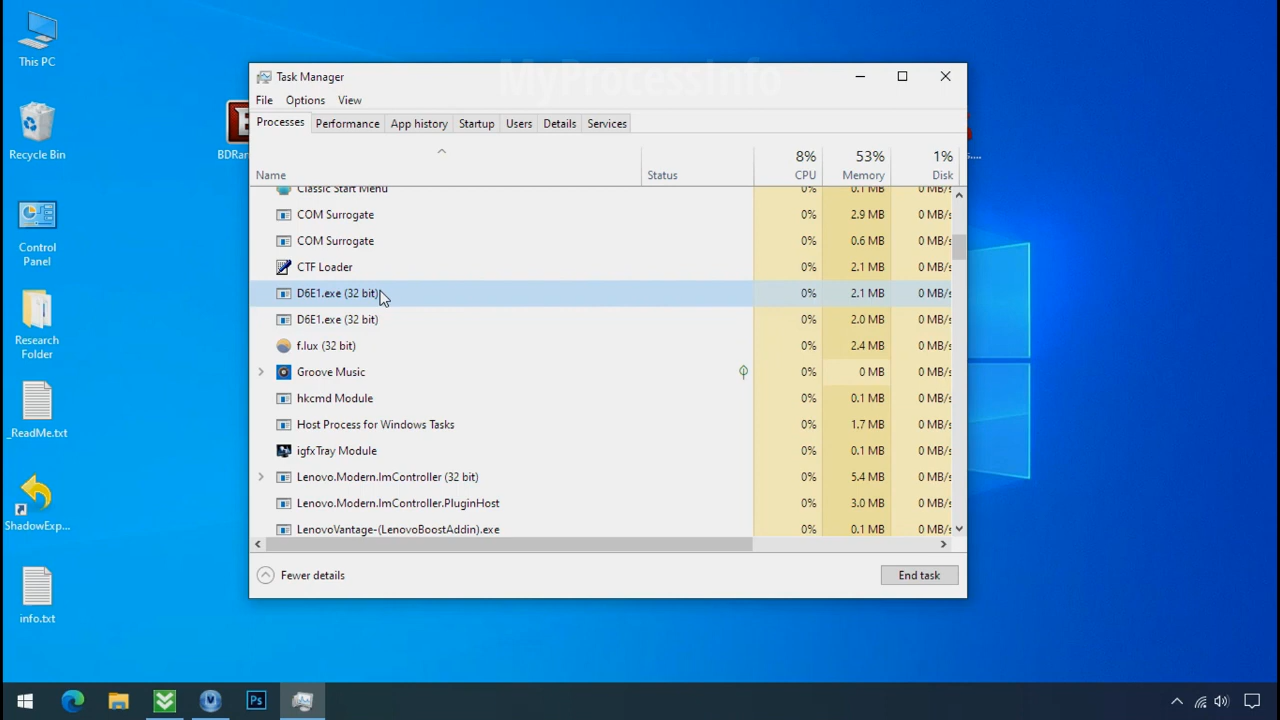 This PC
Recycle Bin
Control
Panel
Research
Folder
_ReadMe.txt
ShadowExp...
info.txt
BDRan
MyProcessInfo
Task Manager
File Options View
Processes Performance App history Startup Users Details Services
8% 53% 1%
Name Status CPU Memory Disk
Classic Start Menu 0% 0.1 MB 0 MB/s
COM Surrogate 0% 2.9 MB 0 MB/s
COM Surrogate 0% 0.6 MB 0 MB/s
CTF Loader 0% 2.1 MB 0 MB/s
D6E1.exe (32 bit) 0% 2.1 MB 0 MB/s
D6E1.exe (32 bit) 0% 2.0 MB 0 MB/s
f.lux (32 bit) 0% 2.4 MB 0 MB/s
Groove Music 0% 0 MB 0 MB/s
hkcmd Module 0% 0.1 MB 0 MB/s
Host Process for Windows Tasks 0% 1.7 MB 0 MB/s
igfxTray Module 0% 0.1 MB 0 MB/s
Lenovo.Modern.ImController (32 bit) 0% 5.4 MB 0 MB/s
Lenovo.Modern.ImController.PluginHost 0% 3.0 MB 0 MB/s
LenovoVantage-(LenovoBoostAddin).exe 0% 0.1 MB 0 MB/s
Fewer details End task
Ps